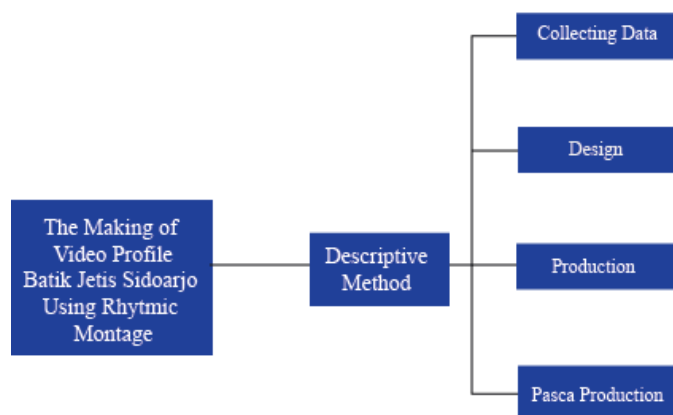 The Making of
Video Profile
Batik Jetis Sidoarjo
Using Rhytmic
Montage
Descriptive
Method
Collecting Data
Design
Production
Pasca Production